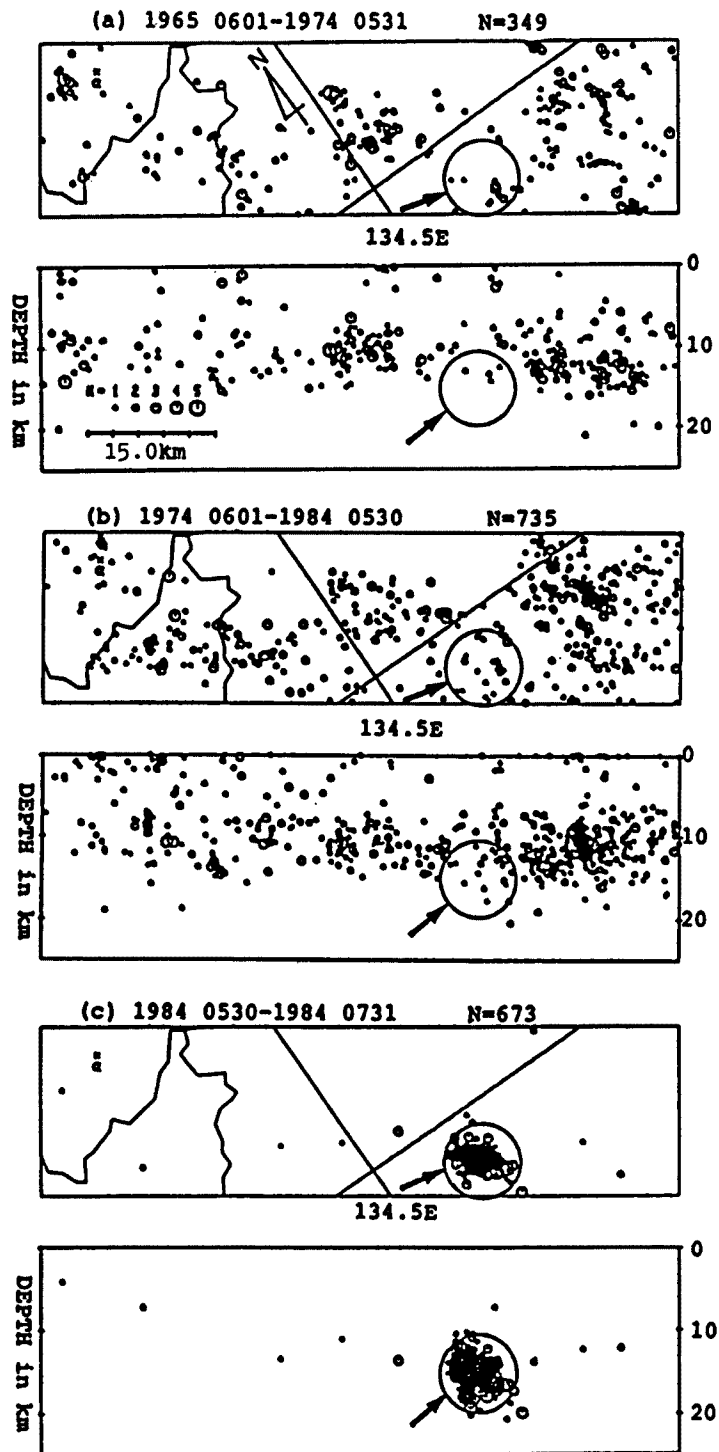 (a) 1965 0601-1974 0531 N=349
N
134.5E
0
10
20
DEPTH in km
M= 1 2 3 4 5
15.0km
(b) 1974 0601-1984 0530 N=735
134.5E
0
10
20
DEPTH in km
(c) 1984 0530-1984 0731 N=673
134.5E
0
10
20
DEPTH in km